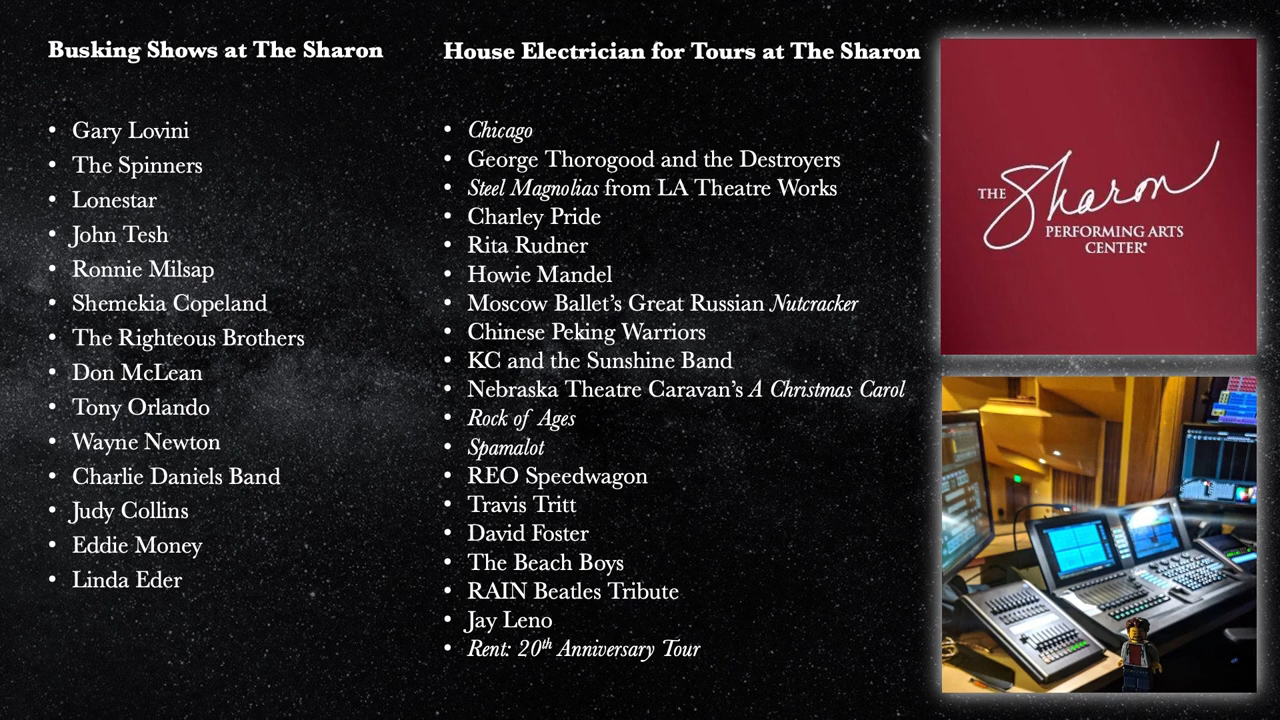 Busking Shows at The Sharon
• Gary Lovini
• The Spinners
• Lonestar
• John Tesh
• Ronnie Milsap
• Shemekia Copeland
• The Righteous Brothers
• Don McLean
• Tony Orlando
• Wayne Newton
• Charlie Daniels Band
• Judy Collins
• Eddie Money
• Linda Eder
House Electrician for Tours at The Sharon
• Chicago
• George Thorogood and the Destroyers
• Steel Magnolias from LA Theatre Works
• Charley Pride
• Rita Rudner
• Howie Mandel
• Moscow Ballet’s Great Russian Nutcracker
• Chinese Peking Warriors
• KC and the Sunshine Band
• Nebraska Theatre Caravan’s A Christmas Carol
• Rock of Ages
• Spamalot
• REO Speedwagon
• Travis Tritt
• David Foster
• The Beach Boys
• RAIN Beatles Tribute
• Jay Leno
• Rent: 20th Anniversary Tour
THE Sharon
PERFORMING ARTS
CENTER